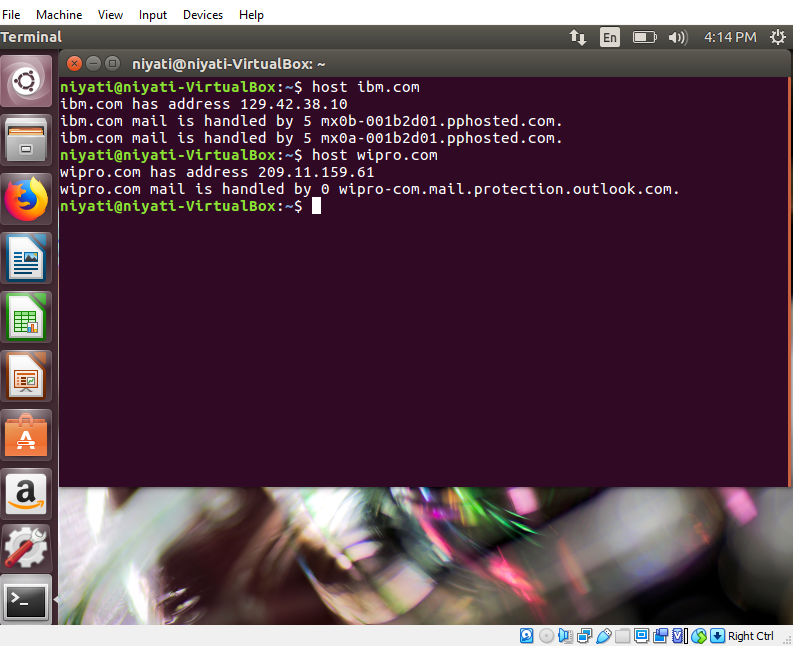 File Machine View Input Devices Help
Terminal En 4:14 PM
niyati@niyati-VirtualBox: ~
niyati@niyati-VirtualBox:~$ host ibm.com
ibm.com has address 129.42.38.10
ibm.com mail is handled by 5 mx0b-001b2d01.pphosted.com.
ibm.com mail is handled by 5 mx0a-001b2d01.pphosted.com.
niyati@niyati-VirtualBox:~$ host wipro.com
wipro.com has address 209.11.159.61
wipro.com mail is handled by 0 wipro-com.mail.protection.outlook.com.
niyati@niyati-VirtualBox:~$
Right Ctrl